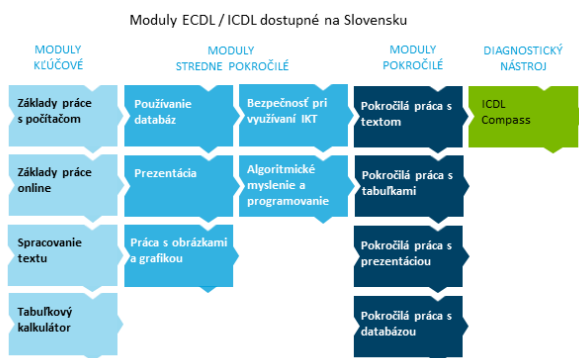 Moduly ECDL / ICDL dostupné na Slovensku
MODULY
KĽÚČOVÉ
MODULY
STREDNE POKROČILÉ
MODULY
POKROČILÉ
DIAGNOSTICKÝ
NÁSTROJ
Základy práce
s počítačom
Základy práce
online
Spracovanie
textu
Tabuľkový
kalkulátor
Používanie
databáz
Prezentácia
Práca s obrázkami
a grafikou
Bezpečnosť pri
využívaní IKT
Algoritmické
myslenie a
programovanie
Pokročilá práca s
textom
Pokročilá práca s
tabuľkami
Pokročilá práca s
prezentáciou
Pokročilá práca s
databázou
ICDL
Compass